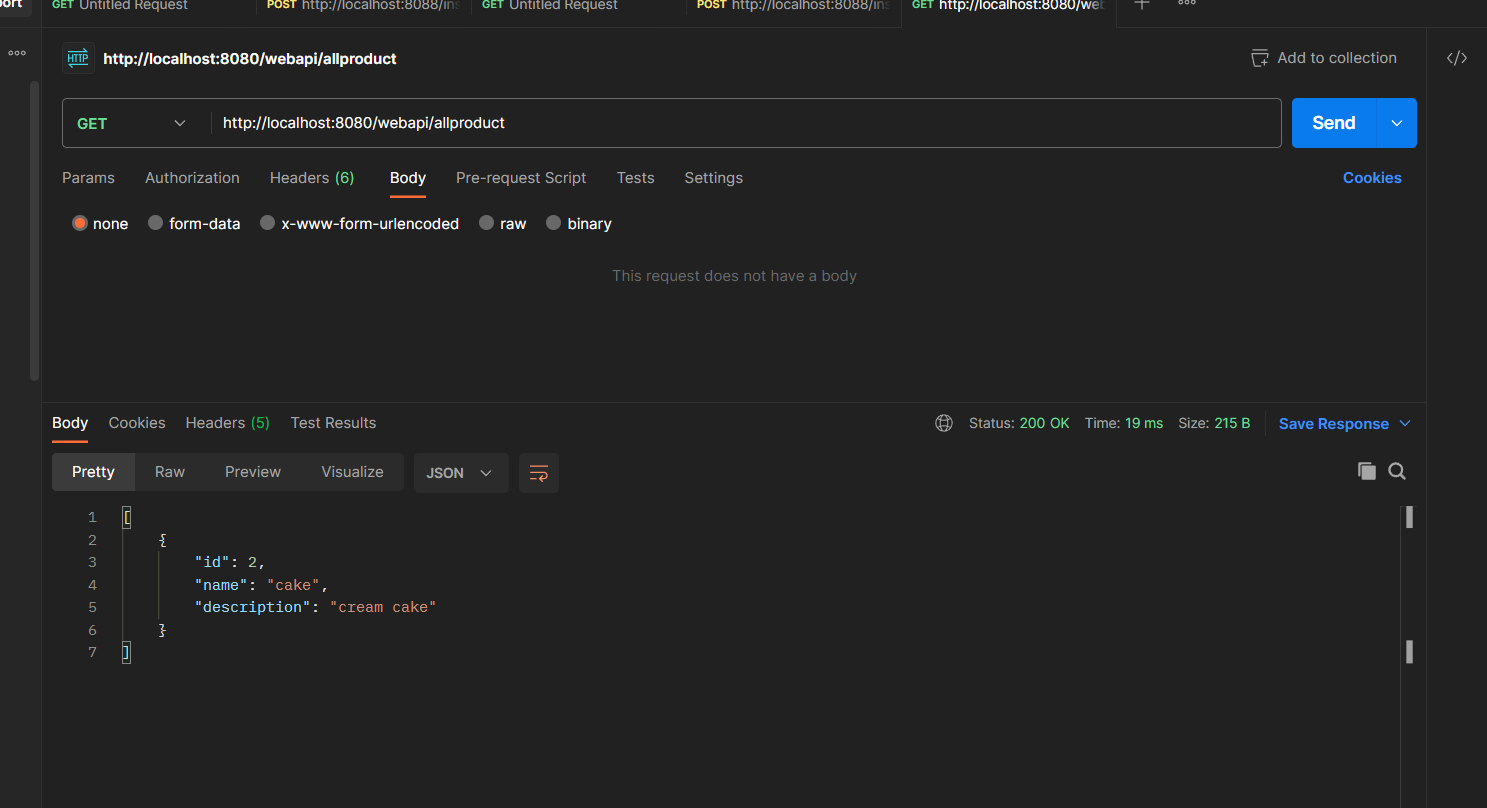 port GET Untitled Request POST http://localhost:8088/ins GET Untitled Request POST http://localhost:8088/ins GET http://localhost:8080/web
HTTP http://localhost:8080/webapi/allproduct Add to collection
GET http://localhost:8080/webapi/allproduct Send
Params Authorization Headers (6) Body Pre-request Script Tests Settings Cookies
none form-data x-www-form-urlencoded raw binary
This request does not have a body
Body Cookies Headers (5) Test Results Status: 200 OK Time: 19 ms Size: 215 B Save Response
Pretty Raw Preview Visualize JSON
1 [
2 {
3 "id": 2,
4 "name": "cake",
5 "description": "cream cake"
6 }
7 ]